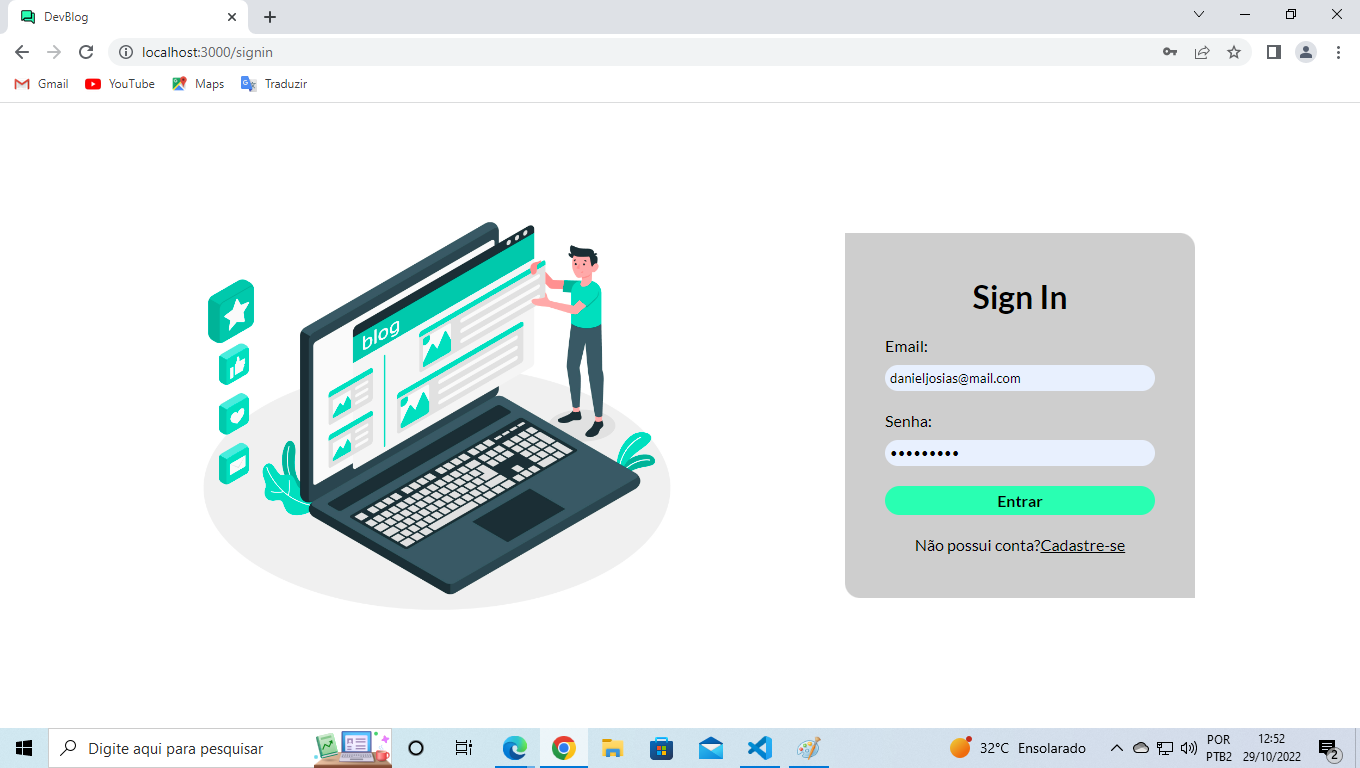 DevBlog
localhost:3000/signin
Gmail YouTube Maps Traduzir
blog
Sign In
Email:
danieljosias@mail.com
Senha:
•••••••••
Entrar
Não possui conta?Cadastre-se
Digite aqui para pesquisar
32°C Ensolarado
POR
PTB2
12:52
29/10/2022
2